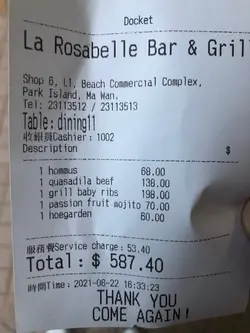 Docket
La Rosabelle Bar & Gril
Shop 6, L1, Beach Commercial Complex,
Park Island, Ma Wan.
Tel: 23113512 / 23113513
Table: dining11
收銀員Cashier: 1002
Description $
1 hommus 68.00
1 quasadila beef 138.00
1 grill baby ribs 198.00
1 passion fruit mojito 70.00
1 hoegarden 60.00
服務費Service charge: 53.40
Total: $ 587.40
時間Time: 2021-08-22 16:33:23
THANK YOU
COME AGAIN!